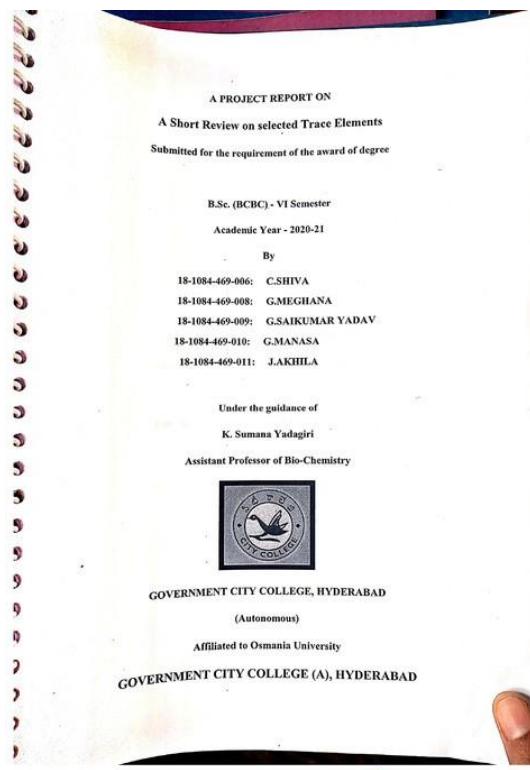 A PROJECT REPORT ON
A Short Review on selected Trace Elements
Submitted for the requirement of the award of degree
B.Sc. (BCBC) - VI Semester
Academic Year - 2020-21
By
18-1084-469-006: C.SHIVA
18-1084-469-008: G.MEGHANA
18-1084-469-009: G.SAIKUMAR YADAV
18-1084-469-010: G.MANASA
18-1084-469-011: J.AKHILA
Under the guidance of
K. Sumana Yadagiri
Assistant Professor of Bio-Chemistry
CITY COLLEGE
GOVERNMENT CITY COLLEGE, HYDERABAD
(Autonomous)
Affiliated to Osmania University
GOVERNMENT CITY COLLEGE (A), HYDERABAD